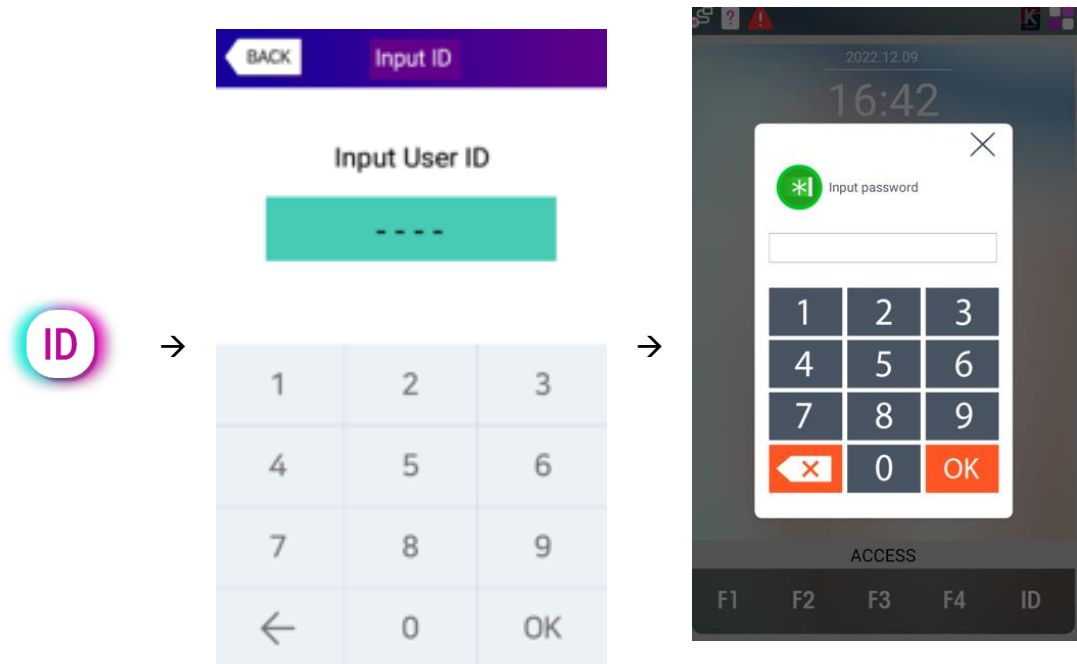 ID
→
BACK Input ID
Input User ID
----
1 2 3
4 5 6
7 8 9
← 0 OK
→
? ! K
2022.12.09
16:42
Input password
1 2 3
4 5 6
7 8 9
0 OK
ACCESS
F1 F2 F3 F4 ID